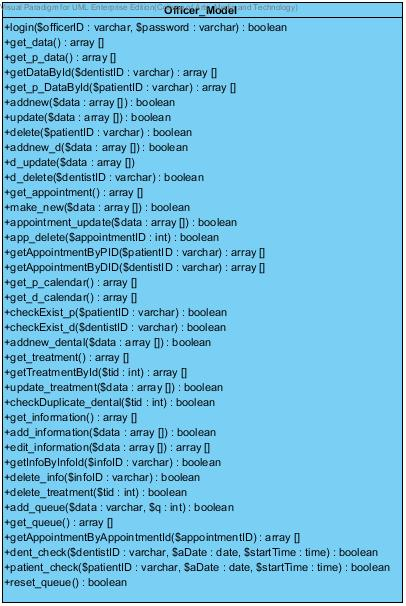 Visual Paradigm for UML Enterprise Edition(College of Arts, Media and Technology)
Officer_Model
+login($officerID : varchar, $password : varchar) : boolean
+get_data() : array []
+get_p_data() : array []
+getDataById($dentistID : varchar) : array []
+get_p_DataById($patientID : varchar) : array []
+addnew($data : array []) : boolean
+update($data : array []) : boolean
+delete($patientID : varchar) : boolean
+addnew_d($data : array []) : boolean
+d_update($data : array [])
+d_delete($dentistID : varchar) : boolean
+get_appointment() : array []
+make_new($data : array []) : boolean
+appointment_update($data : array []) : boolean
+app_delete($appointmentID : int) : boolean
+getAppointmentByPID($patientID : varchar) : array []
+getAppointmentByDID($dentistID : varchar) : array []
+get_p_calendar() : array []
+get_d_calendar() : array []
+checkExist_p($patientID : varchar) : boolean
+checkExist_d($dentistID : varchar) : boolean
+addnew_dental($data : array []) : boolean
+get_treatment() : array []
+getTreatmentById($tid : int) : array []
+update_treatment($data : array []) : boolean
+checkDuplicate_dental($tid : int) : boolean
+get_information() : array []
+add_information($data : array []) : boolean
+edit_information($data : array []) : array []
+getInfoByInfoId($infoID : varchar) : boolean
+delete_info($infoID : varchar) : boolean
+delete_treatment($tid : int) : boolean
+add_queue($data : varchar, $q : int) : boolean
+get_queue() : array []
+getAppointmentByAppointmentId($appointmentID) : array []
+dent_check($dentistID : varchar, $aDate : date, $startTime : time) : boolean
+patient_check($patientID : varchar, $aDate : date, $startTime : time) : boolean
+reset_queue() : boolean